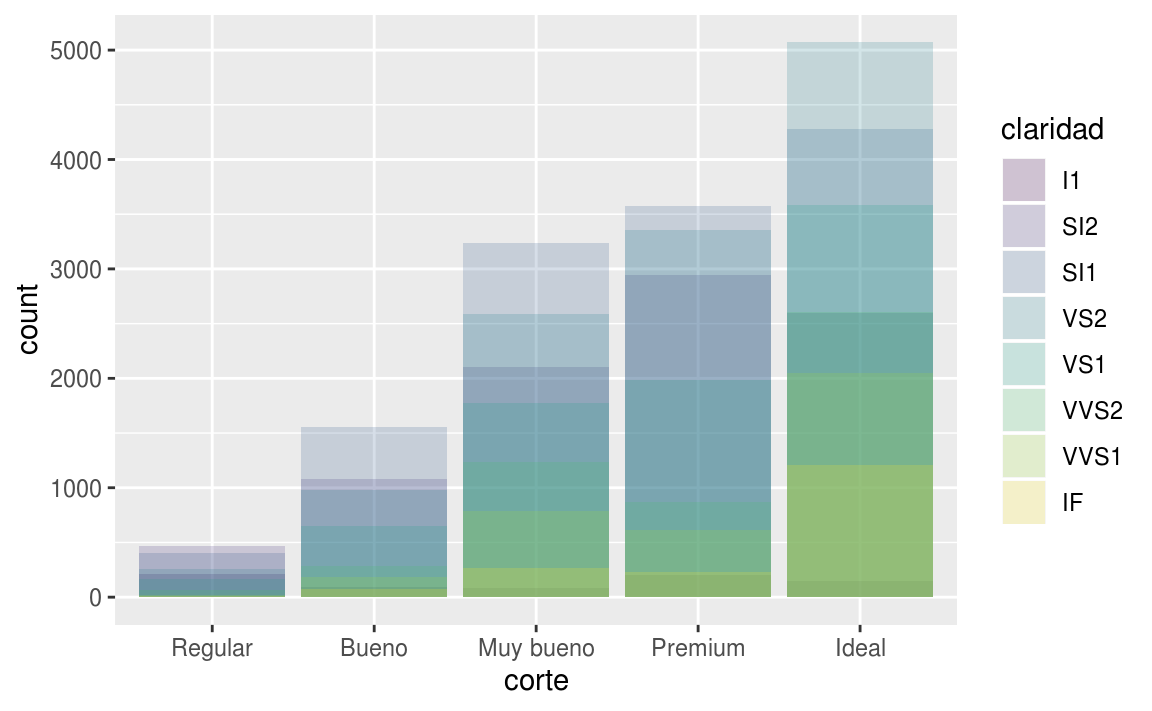 5000
4000
3000
2000
1000
0
count
Regular
Bueno
Muy bueno
Premium
Ideal
corte
claridad
I1
SI2
SI1
VS2
VS1
VVS2
VVS1
IF